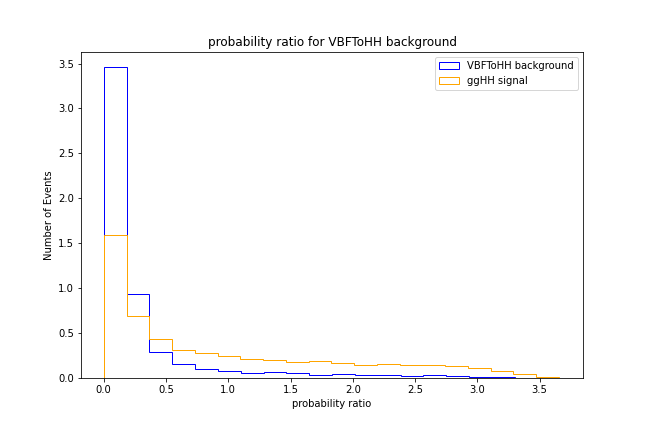 probability ratio for VBFToHH background
VBFToHH background
ggHH signal
Number of Events
3.5
3.0
2.5
2.0
1.5
1.0
0.5
0.0
0.0 0.5 1.0 1.5 2.0 2.5 3.0 3.5
probability ratio